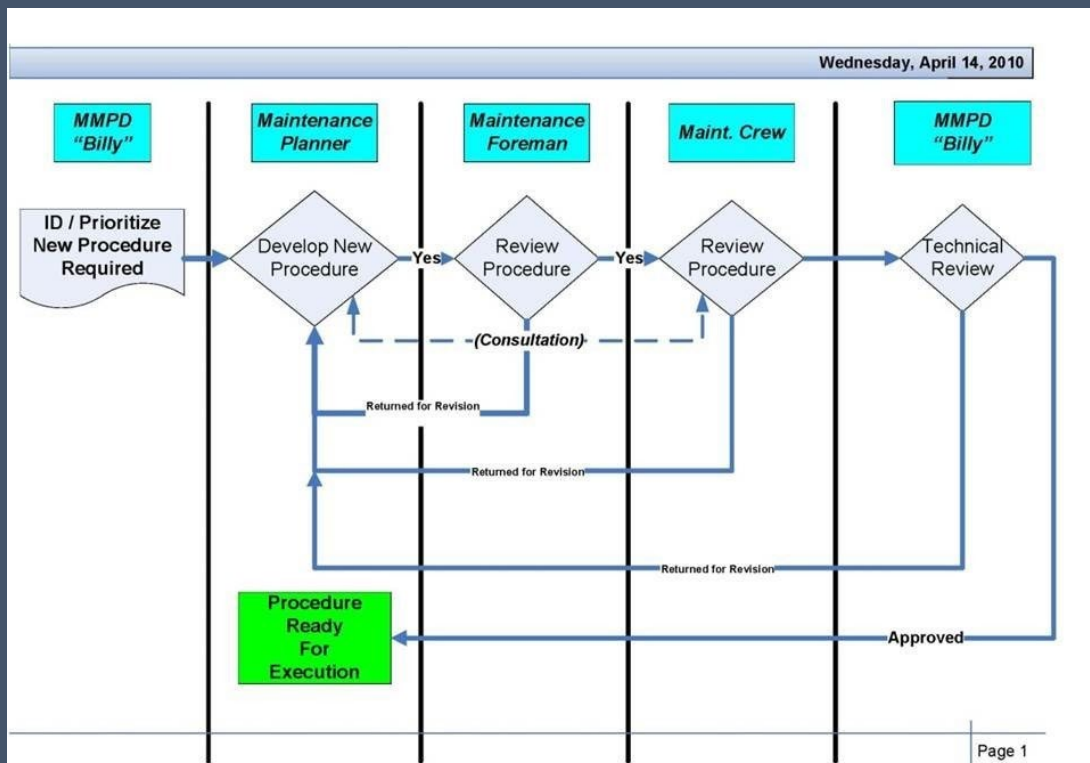 Wednesday, April 14, 2010
MMPD
“Billy”
Maintenance
Planner
Maintenance
Foreman
Maint. Crew
MMPD
“Billy”
ID / Prioritize
New Procedure
Required
Develop New
Procedure
Yes
Review
Procedure
Yes
Review
Procedure
Technical
Review
(Consultation)
Returned for Revision
Returned for Revision
Returned for Revision
Procedure
Ready
For
Execution
Approved
Page 1